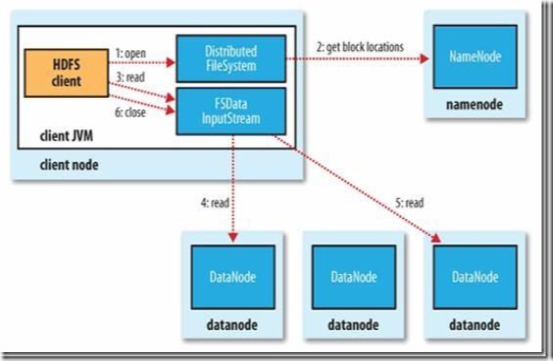 HDFS
client
1: open
3: read
6: close
Distributed
FileSystem
FSData
InputStream
client JVM
client node
2: get block locations
NameNode
namenode
4: read
5: read
DataNode
datanode
DataNode
datanode
DataNode
datanode